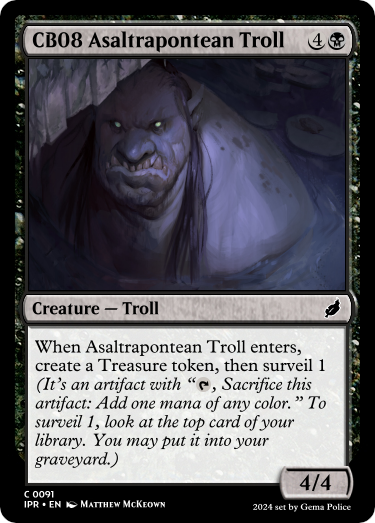 CB08 Asaltrapontean Troll 4
Creature — Troll
When Asaltrapontean Troll enters,
create a Treasure token, then surveil 1
(It's an artifact with “, Sacrifice this
artifact: Add one mana of any color.” To
surveil 1, look at the top card of your
library. You may put it into your
graveyard.)
4/4
C 0091
IPR • EN Matthew McKeown
2024 set by Gema Police